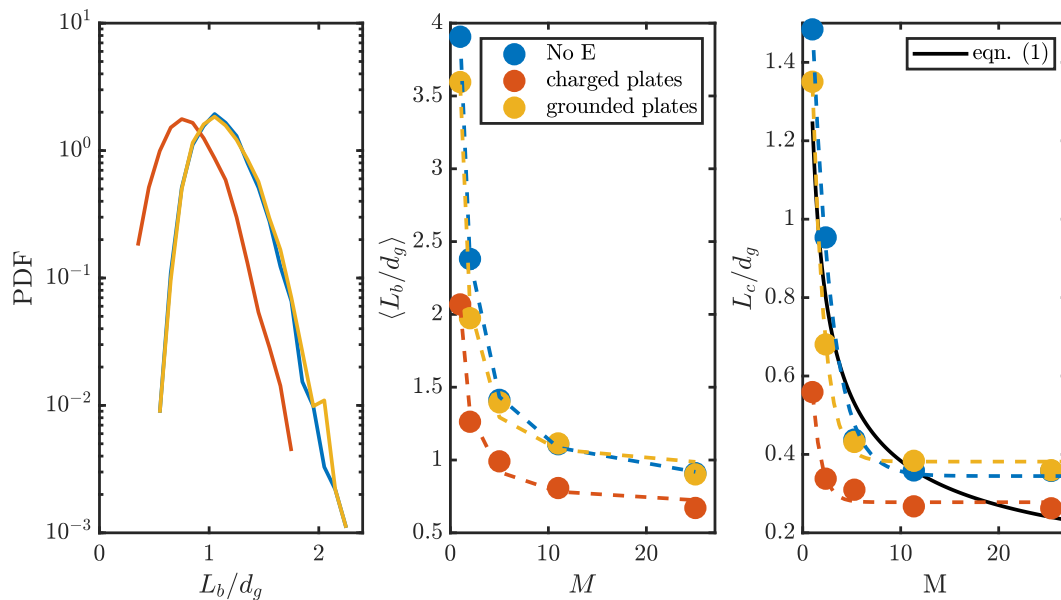 10^1
10^0
10^{-1}
10^{-2}
10^{-3}
PDF
0
1
2
L_b/d_g
4
3.5
3
2.5
2
1.5
1
0.5
⟨L_b/d_g⟩
0
10
20
M
No E
charged plates
grounded plates
1.4
1.2
1
0.8
0.6
0.4
0.2
L_c/d_g
0
10
20
M
eqn. (1)